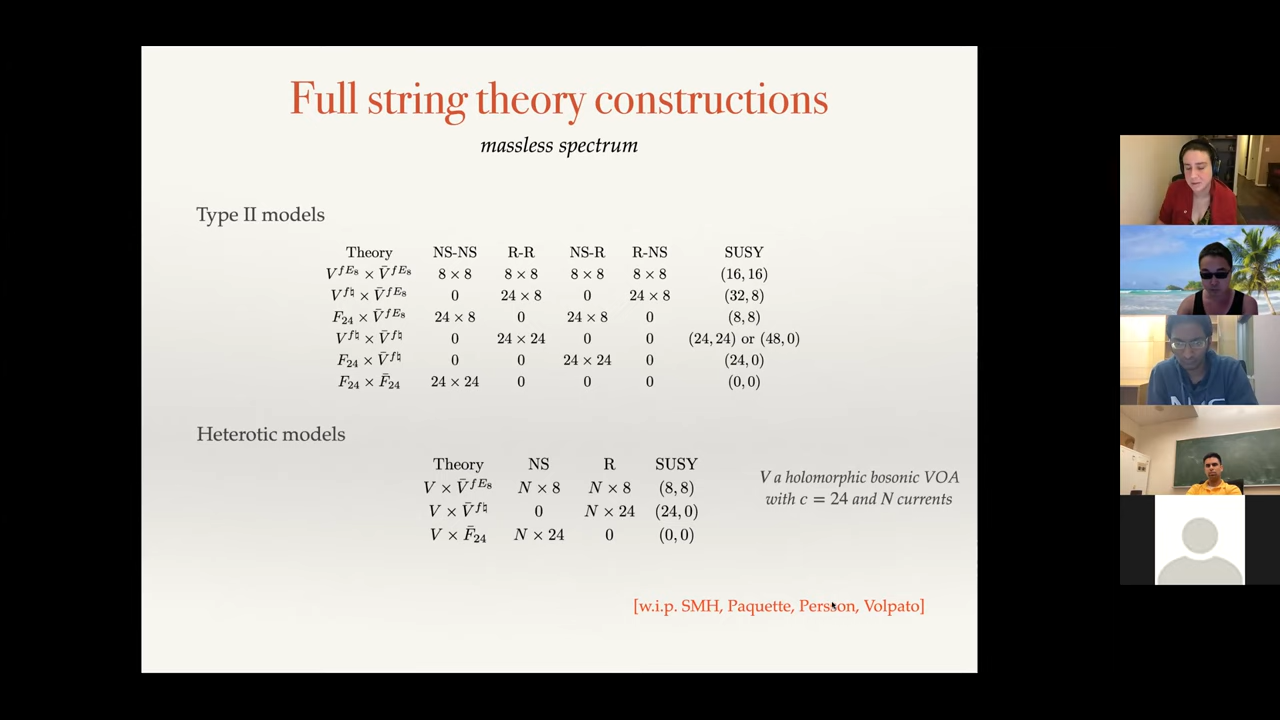 Full string theory constructions
massless spectrum
Type II models
Theory NS-NS R-R NS-R R-NS SUSY
V^{fE_8} × V̄^{fE_8} 8 × 8 8 × 8 8 × 8 8 × 8 (16, 16)
V^{f♮} × V̄^{fE_8} 0 24 × 8 0 24 × 8 (32, 8)
F_{24} × V̄^{fE_8} 24 × 8 0 24 × 8 0 (8, 8)
V^{f♮} × V̄^{f♮} 0 24 × 24 0 0 (24, 24) or (48, 0)
F_{24} × V̄^{f♮} 0 0 24 × 24 0 (24, 0)
F_{24} × F̄_{24} 24 × 24 0 0 0 (0, 0)
Heterotic models
Theory NS R SUSY
V × V̄^{fE_8} N × 8 N × 8 (8, 8)
V × V̄^{f♮} 0 N × 24 (24, 0)
V × F̄_{24} N × 24 0 (0, 0)
V a holomorphic bosonic VOA
with c = 24 and N currents
[w.i.p. SMH, Paquette, Persson, Volpato]